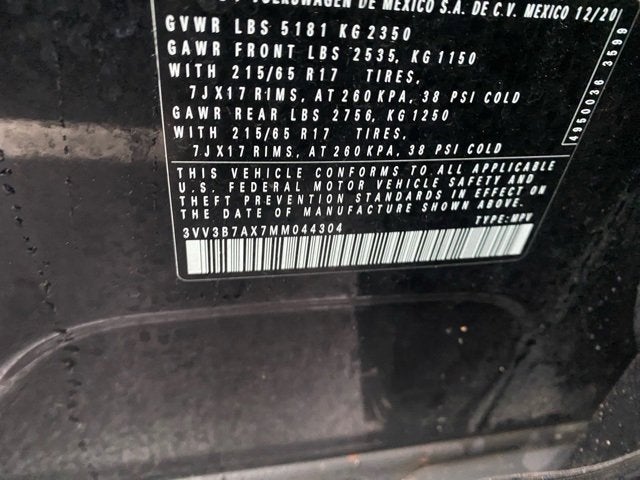 VOLKSWAGEN DE MEXICO S.A. DE C.V. MEXICO 12/20
GVWR LBS 5181 KG 2350
GAWR FRONT LBS 2535, KG 1150
WITH 215/65 R17 TIRES,
7JX17 RIMS, AT 260 KPA, 38 PSI COLD
GAWR REAR LBS 2756, KG 1250
WITH 215/65 R17 TIRES,
7JX17 RIMS, AT 260 KPA, 38 PSI COLD
THIS VEHICLE CONFORMS TO ALL APPLICABLE
U.S. FEDERAL MOTOR VEHICLE SAFETY AND
THEFT PREVENTION STANDARDS IN EFFECT ON
THE DATE OF MANUFACTURE SHOWN ABOVE.
3VV3B7AX7MM044304 TYPE: MPV
4950036 3599